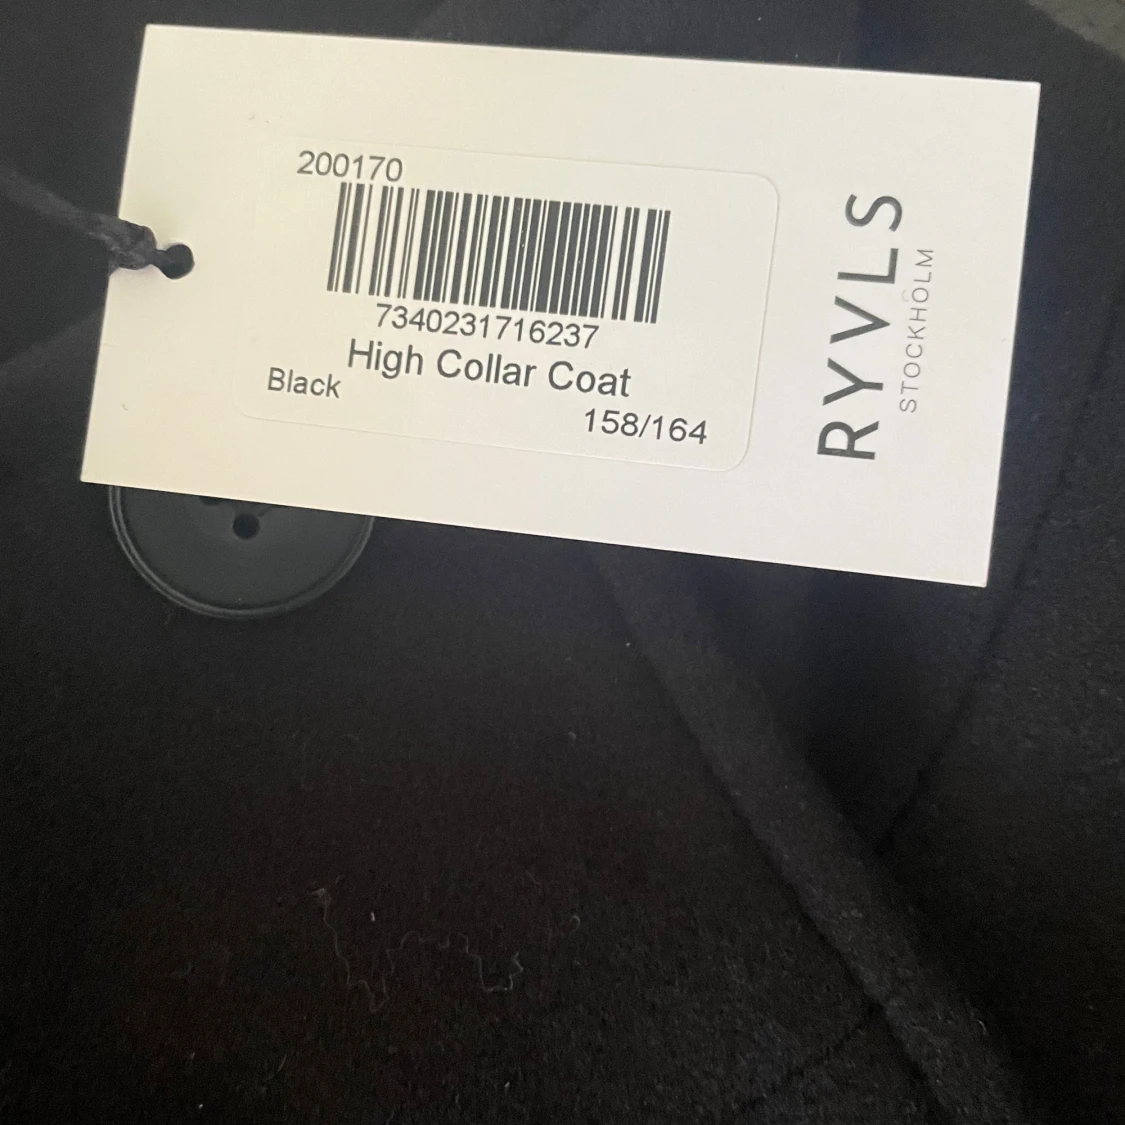 200170
7340231716237
High Collar Coat
Black
158/164
RYVLS
STOCKHOLM